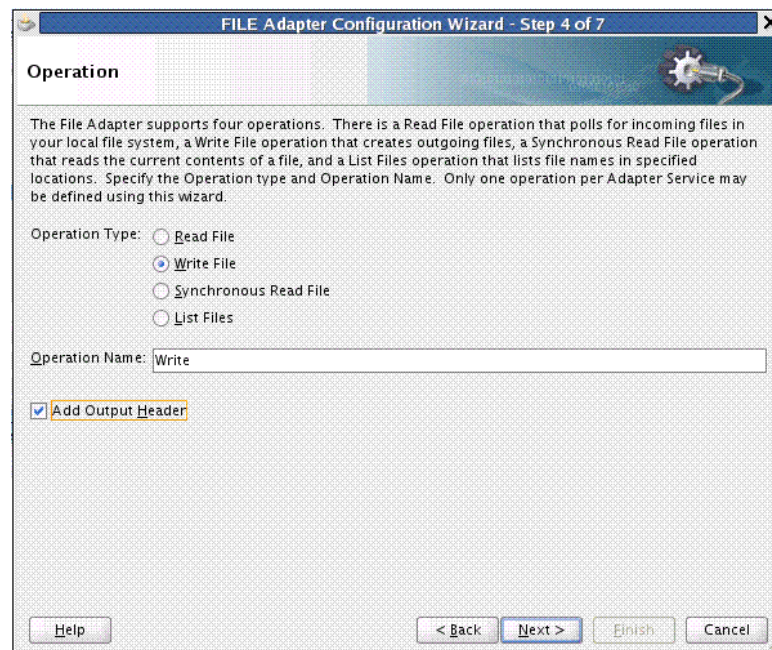 FILE Adapter Configuration Wizard - Step 4 of 7
Operation
The File Adapter supports four operations. There is a Read File operation that polls for incoming files in
your local file system, a Write File operation that creates outgoing files, a Synchronous Read File operation
that reads the current contents of a file, and a List Files operation that lists file names in specified
locations. Specify the Operation type and Operation Name. Only one operation per Adapter Service may
be defined using this wizard.
Operation Type: Read File
Write File
Synchronous Read File
List Files
Operation Name: Write
Add Output Header
Help < Back Next > Finish Cancel